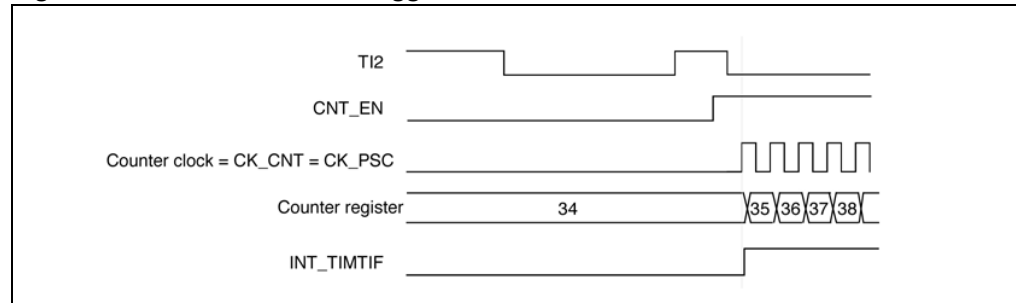 TI2
CNT_EN
Counter clock = CK_CNT = CK_PSC
Counter register 34 35 36 37 38
INT_TIMTIF